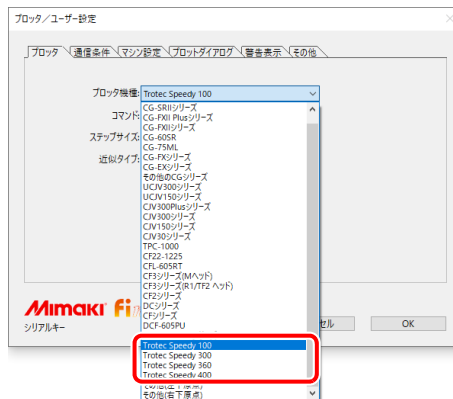 プロッタ／ユーザー設定
プロッタ 通信条件 マシン設定 プロットダイアログ 警告表示 その他
プロッタ機種: Trotec Speedy 100
コマンド:
ステップサイズ:
近似タイプ:
CG-SRIIシリーズ
CG-FXII Plusシリーズ
CG-FXIIシリーズ
CG-60SR
CG-75ML
CG-FXシリーズ
CG-EXシリーズ
その他のCGシリーズ
UCJV300シリーズ
UCJV150シリーズ
CJV300Plusシリーズ
CJV300シリーズ
CJV150シリーズ
CJV30シリーズ
TPC-1000
CF22-1225
CFL-605RT
CF3シリーズ(Mヘッド)
CF3シリーズ(R1/TF2 ヘッド)
CF2シリーズ
DCシリーズ
CFシリーズ
DCF-605PU
Trotec Speedy 100
Trotec Speedy 300
Trotec Speedy 360
Trotec Speedy 400
その他(左下原点)
その他(右下原点)
Mimaki Fi
シリアルキー
セル OK